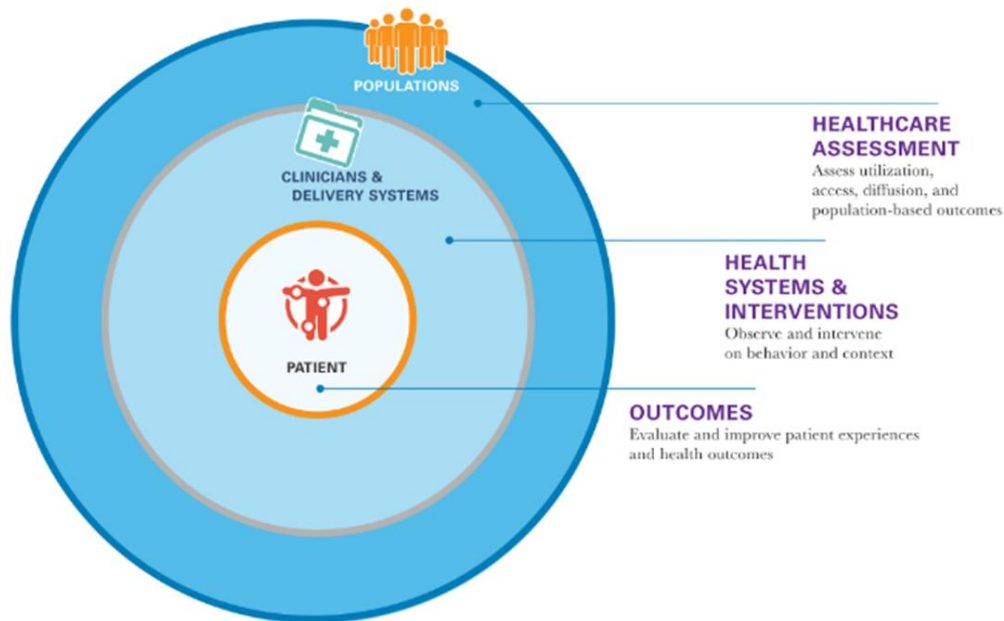 POPULATIONS
CLINICIANS &
DELIVERY SYSTEMS
PATIENT
HEALTHCARE
ASSESSMENT
Assess utilization,
access, diffusion, and
population-based outcomes
HEALTH
SYSTEMS &
INTERVENTIONS
Observe and intervene
on behavior and context
OUTCOMES
Evaluate and improve patient experiences
and health outcomes